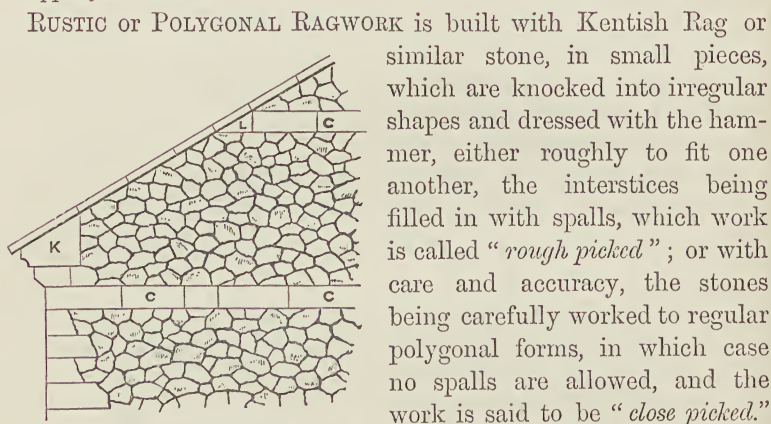 RUSTIC or POLYGONAL RAGWORK is built with Kentish Rag or
similar stone, in small pieces,
which are knocked into irregular
shapes and dressed with the ham-
mer, either roughly to fit one
another, the interstices being
filled in with spalls, which work
is called “rough picked”; or with
care and accuracy, the stones
being carefully worked to regular
polygonal forms, in which case
no spalls are allowed, and the
work is said to be “close picked.”
L C
K
C C